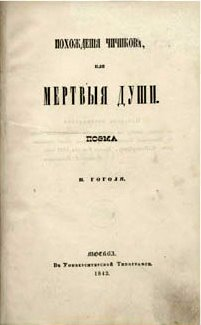 ПОХОЖДЕНІЯ ЧИЧИКОВА,
ИЛИ
МЕРТВЫЯ ДУШИ.
ПОЭМА
Н. ГОГОЛЯ.
МОСКВА.
Въ Университетской Типографіи.
1842.